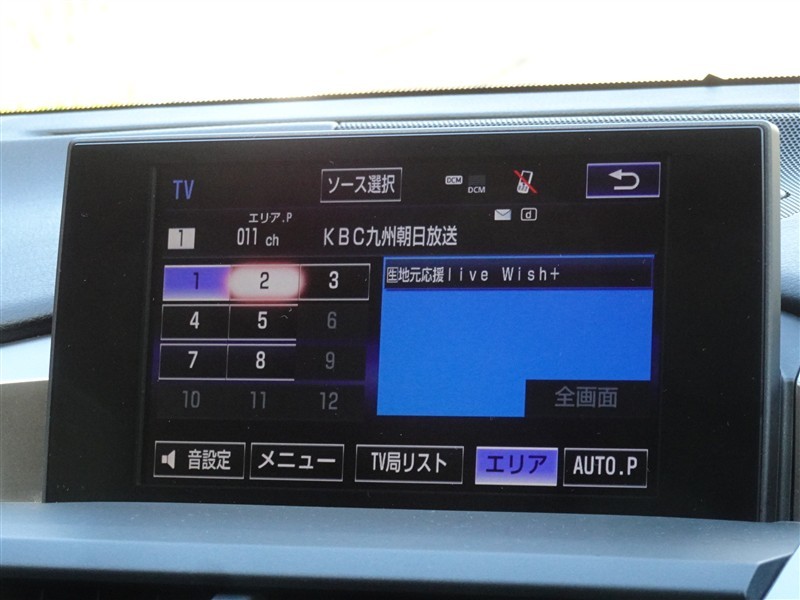 TV ソース選択 DCM DCM
エリア.P
1 011 ch KBC九州朝日放送 d
1 2 3
生地元応援live Wish+
4 5 6
7 8 9
10 11 12 全画面
音設定 メニュー TV局リスト エリア AUTO.P